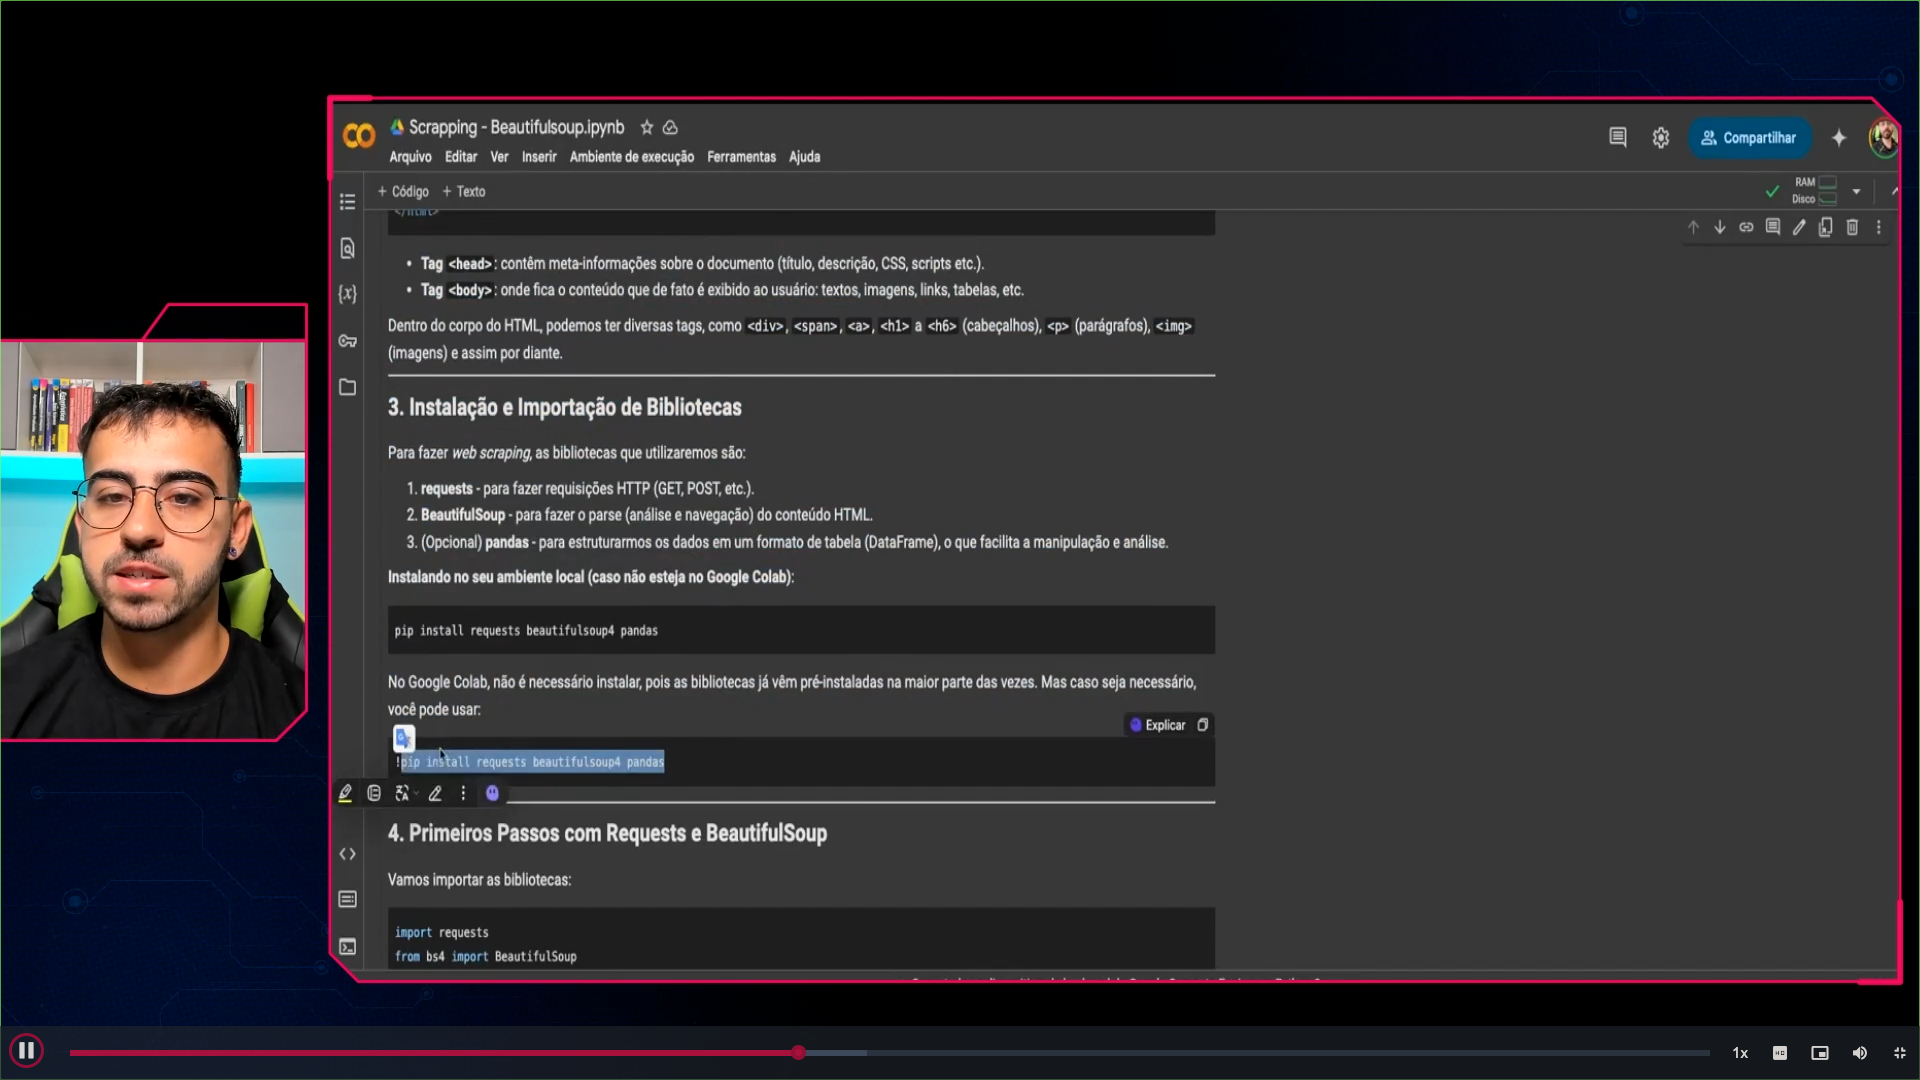 Scrapping - Beautifulsoup.ipynb
Arquivo Editar Ver Inserir Ambiente de execução Ferramentas Ajuda
Compartilhar
+ Código + Texto
RAM
Disco
</html>
• Tag <head>: contêm meta-informações sobre o documento (título, descrição, CSS, scripts etc.).
• Tag <body>: onde fica o conteúdo que de fato é exibido ao usuário: textos, imagens, links, tabelas, etc.
Dentro do corpo do HTML, podemos ter diversas tags, como <div>, <span>, <a>, <h1> a <h6> (cabeçalhos), <p> (parágrafos), <img>
(imagens) e assim por diante.
3. Instalação e Importação de Bibliotecas
Para fazer web scraping, as bibliotecas que utilizaremos são:
1. requests - para fazer requisições HTTP (GET, POST, etc.).
2. BeautifulSoup - para fazer o parse (análise e navegação) do conteúdo HTML.
3. (Opcional) pandas - para estruturarmos os dados em um formato de tabela (DataFrame), o que facilita a manipulação e análise.
Instalando no seu ambiente local (caso não esteja no Google Colab):
pip install requests beautifulsoup4 pandas
No Google Colab, não é necessário instalar, pois as bibliotecas já vêm pré-instaladas na maior parte das vezes. Mas caso seja necessário,
você pode usar:
Explicar
!pip install requests beautifulsoup4 pandas
4. Primeiros Passos com Requests e BeautifulSoup
Vamos importar as bibliotecas:
import requests
from bs4 import BeautifulSoup
1x